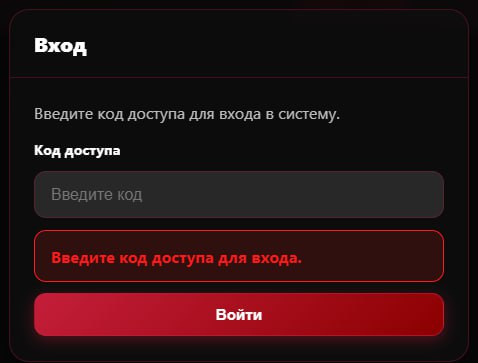 Вход
Введите код доступа для входа в систему.
Код доступа
Введите код
Введите код доступа для входа.
Войти